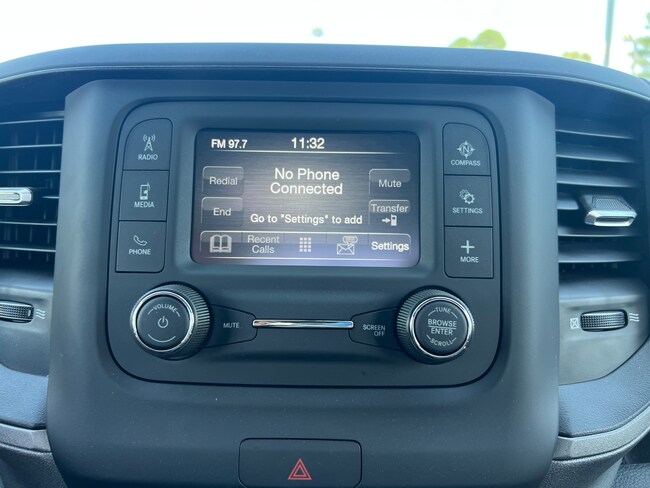 FM 97.7
11:32
No Phone
Connected
Redial
Mute
End
Transfer
Go to "Settings" to add
Recent
Calls
Settings
RADIO
MEDIA
PHONE
N
COMPASS
SETTINGS
+
MORE
VOLUME
MUTE
SCREEN
OFF
TUNE
BROWSE
ENTER
SCROLL